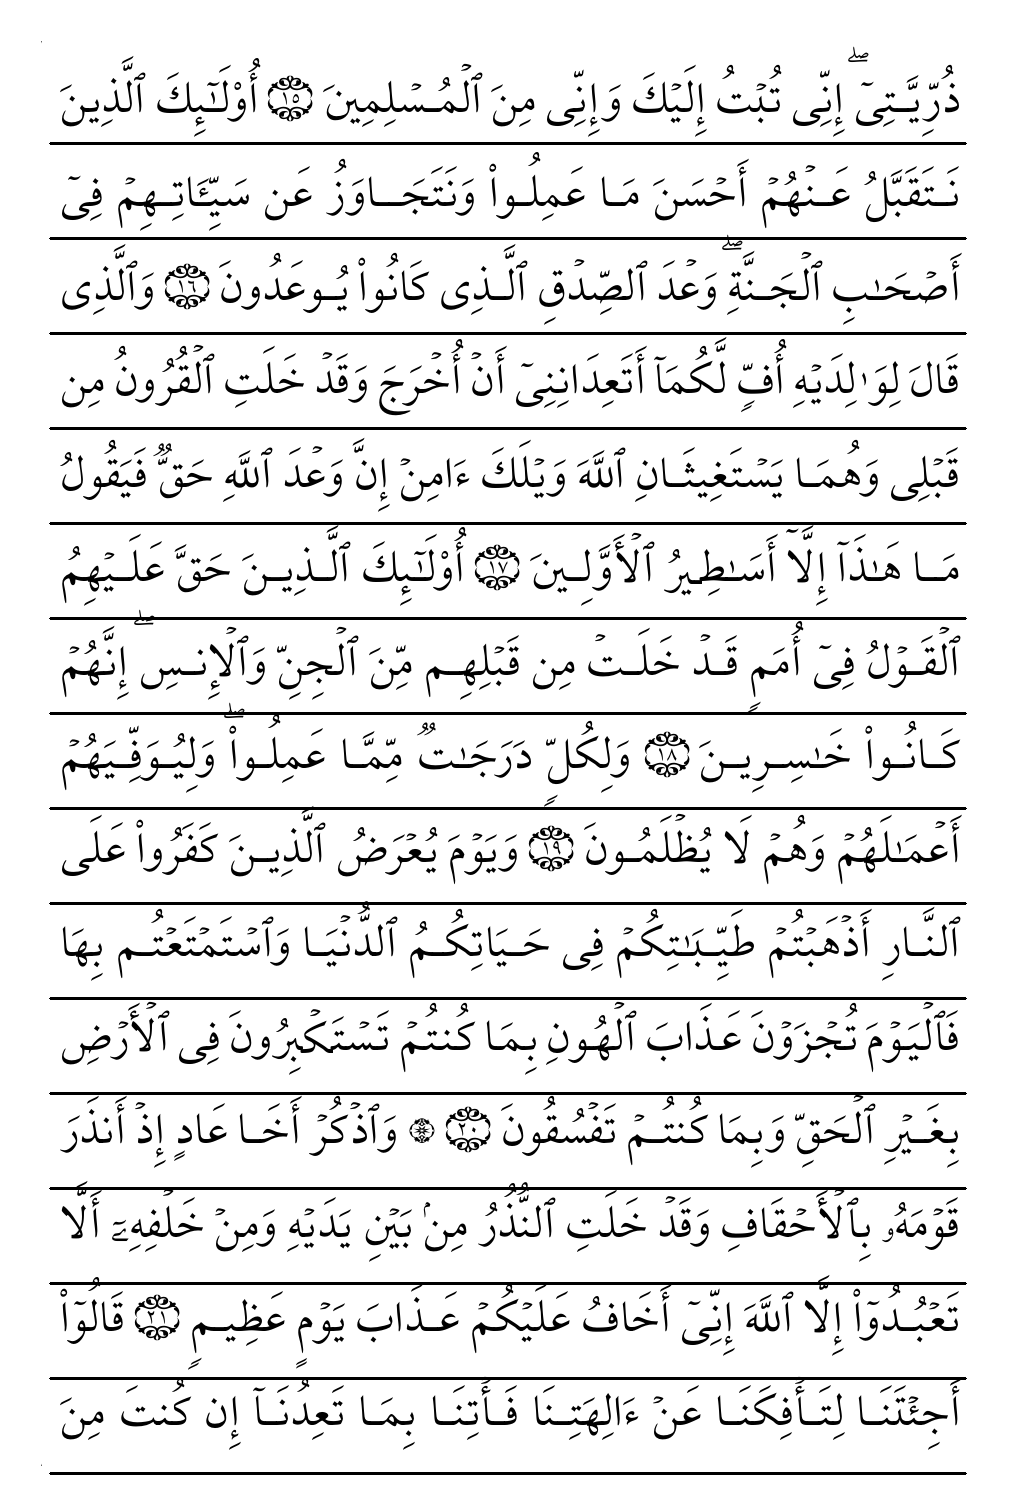 ذُرِّيَّتِىٓۖ إِنِّى تُبۡتُ إِلَيۡكَ وَإِنِّى مِنَ ٱلۡمُسۡلِمِينَ ١٥ أُوْلَٰٓئِكَ ٱلَّذِينَ
نَتَقَبَّلُ عَنۡهُمۡ أَحۡسَنَ مَا عَمِلُواْ وَنَتَجَاوَزُ عَن سَيِّـَٔاتِهِمۡ فِىٓ
أَصۡحَٰبِ ٱلۡجَنَّةِۖ وَعۡدَ ٱلصِّدۡقِ ٱلَّذِى كَانُواْ يُوعَدُونَ ١٦ وَٱلَّذِى
قَالَ لِوَٰلِدَيۡهِ أُفٍّ لَّكُمَآ أَتَعِدَانِنِىٓ أَنۡ أُخۡرَجَ وَقَدۡ خَلَتِ ٱلۡقُرُونُ مِن
قَبۡلِى وَهُمَا يَسۡتَغِيثَانِ ٱللَّهَ وَيۡلَكَ ءَامِنۡ إِنَّ وَعۡدَ ٱللَّهِ حَقٌّ فَيَقُولُ
مَا هَٰذَآ إِلَّآ أَسَٰطِيرُ ٱلۡأَوَّلِينَ ١٧ أُوْلَٰٓئِكَ ٱلَّذِينَ حَقَّ عَلَيۡهِمُ
ٱلۡقَوۡلُ فِىٓ أُمَمٍ قَدۡ خَلَتۡ مِن قَبۡلِهِم مِّنَ ٱلۡجِنِّ وَٱلۡإِنسِۖ إِنَّهُمۡ
كَانُواْ خَٰسِرِينَ ١٨ وَلِكُلٍّ دَرَجَٰتٌ مِّمَّا عَمِلُواْۖ وَلِيُوَفِّيَهُمۡ
أَعۡمَٰلَهُمۡ وَهُمۡ لَا يُظۡلَمُونَ ١٩ وَيَوۡمَ يُعۡرَضُ ٱلَّذِينَ كَفَرُواْ عَلَى
ٱلنَّارِ أَذۡهَبۡتُمۡ طَيِّبَٰتِكُمۡ فِى حَيَاتِكُمُ ٱلدُّنۡيَا وَٱسۡتَمۡتَعۡتُم بِهَا
فَٱلۡيَوۡمَ تُجۡزَوۡنَ عَذَابَ ٱلۡهُونِ بِمَا كُنتُمۡ تَسۡتَكۡبِرُونَ فِى ٱلۡأَرۡضِ
بِغَيۡرِ ٱلۡحَقِّ وَبِمَا كُنتُمۡ تَفۡسُقُونَ ٢٠ ۞ وَٱذۡكُرۡ أَخَا عَادٍ إِذۡ أَنذَرَ
قَوۡمَهُۥ بِٱلۡأَحۡقَافِ وَقَدۡ خَلَتِ ٱلنُّذُرُ مِنۢ بَيۡنِ يَدَيۡهِ وَمِنۡ خَلۡفِهِۦٓ أَلَّا
تَعۡبُدُوٓاْ إِلَّا ٱللَّهَ إِنِّىٓ أَخَافُ عَلَيۡكُمۡ عَذَابَ يَوۡمٍ عَظِيمٍ ٢١ قَالُوٓاْ
أَجِئۡتَنَا لِتَأۡفِكَنَا عَنۡ ءَالِهَتِنَا فَأۡتِنَا بِمَا تَعِدُنَآ إِن كُنتَ مِنَ